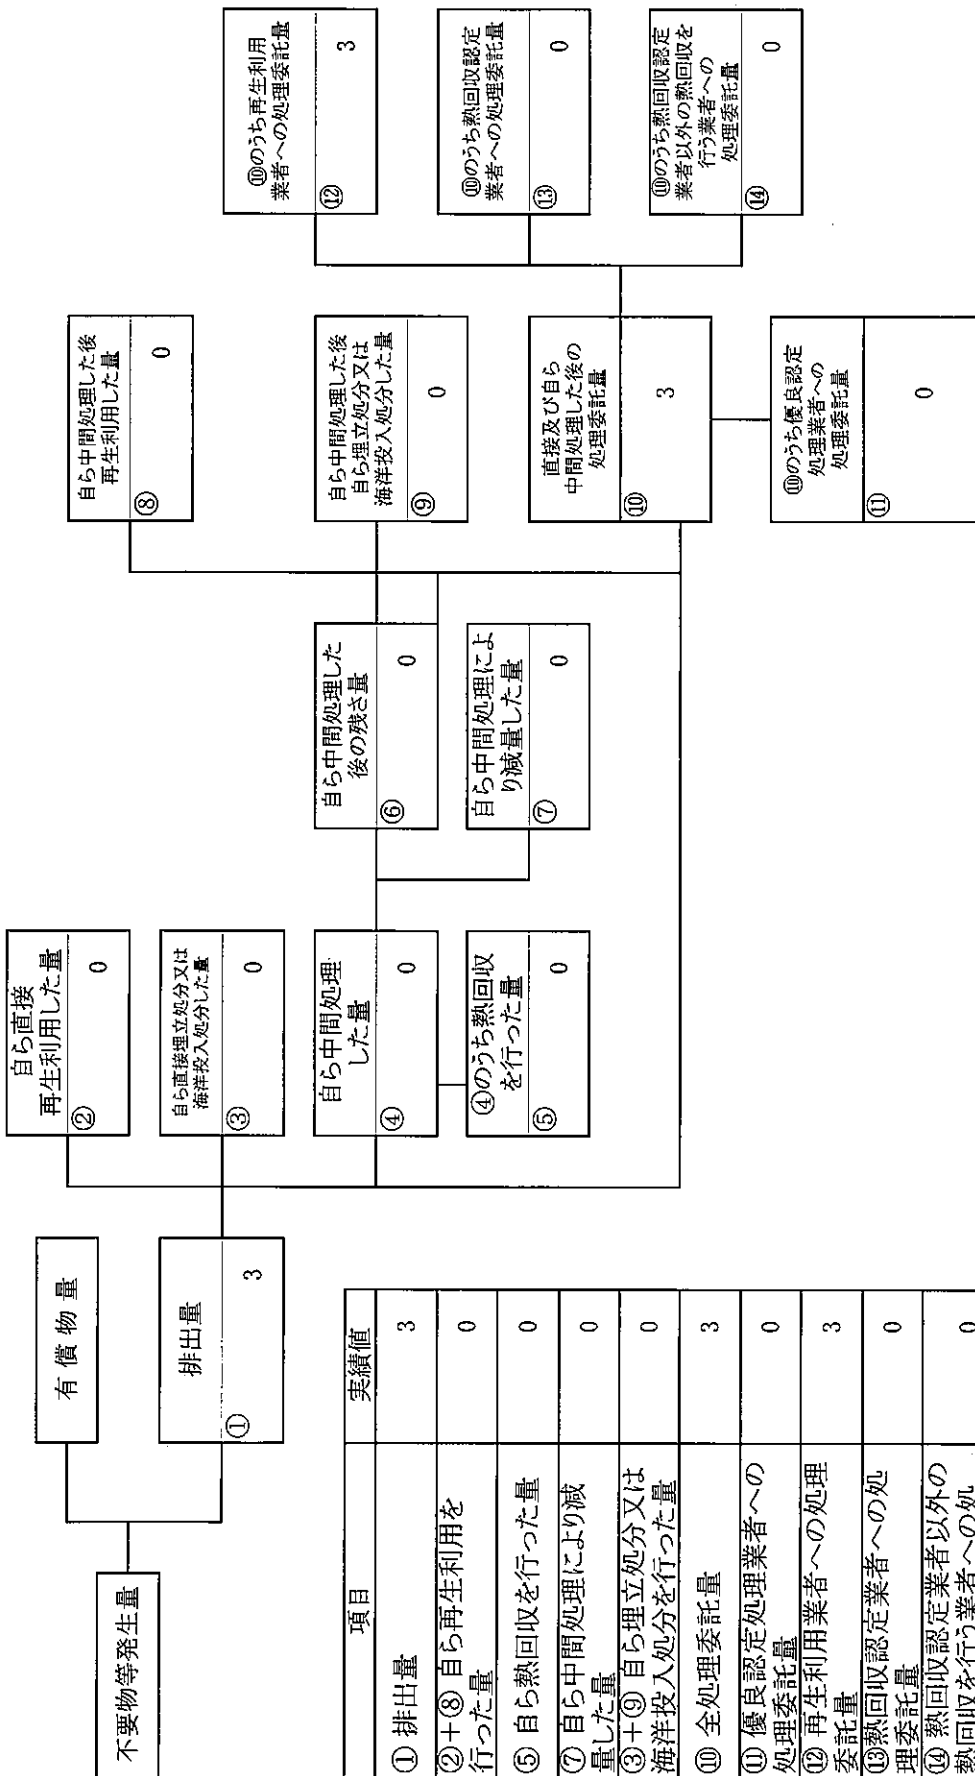 不要物等発生量
有償物量
排出量
①
3
自ら直接
再生利用した量
②
0
自ら直接埋立処分又は
海洋投入処分した量
③
0
自ら中間処理
した量
④
0
④のうち熱回収
を行った量
⑤
0
自ら中間処理した
後の残さ量
⑥
0
自ら中間処理によ
り減量した量
⑦
0
自ら中間処理した後
再生利用した量
⑧
0
自ら中間処理した後
自ら埋立処分又は
海洋投入処分した量
⑨
0
直接及び自ら
中間処理した後の
処理委託量
⑩
3
⑩のうち優良認定
処理業者への
処理委託量
⑪
0
⑩のうち再生利用
業者への処理委託量
⑫
3
⑩のうち熱回収認定
業者への処理委託量
⑬
0
⑩のうち熱回収認定
業者以外の熱回収を
行う業者への
処理委託量
⑭
0
項目 実績値
① 排出量 3
②+⑧ 自ら再生利用を
行った量 0
⑤ 自ら熱回収を行った量 0
⑦ 自ら中間処理により減
量した量 0
③+⑨ 自ら埋立処分又は
海洋投入処分を行った量 0
⑩ 全処理委託量 3
⑪ 優良認定処理業者への
処理委託量 0
⑫ 再生利用業者への処理
委託量 3
⑬熱回収認定業者への処
理委託量 0
⑭ 熱回収認定業者以外の
熱回収を行う業者への処 0